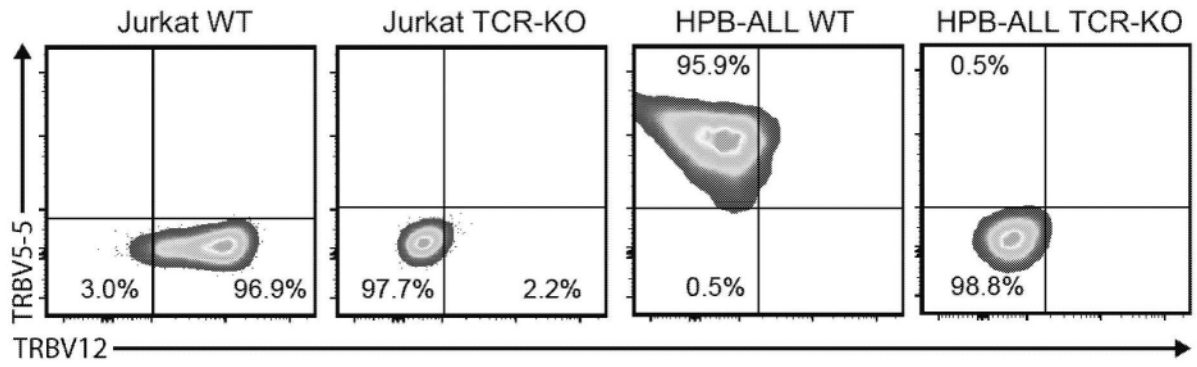 Jurkat WT
Jurkat TCR-KO
HPB-ALL WT
HPB-ALL TCR-KO
TRBV5-5
95.9%
0.5%
3.0%
96.9%
97.7%
2.2%
0.5%
98.8%
TRBV12